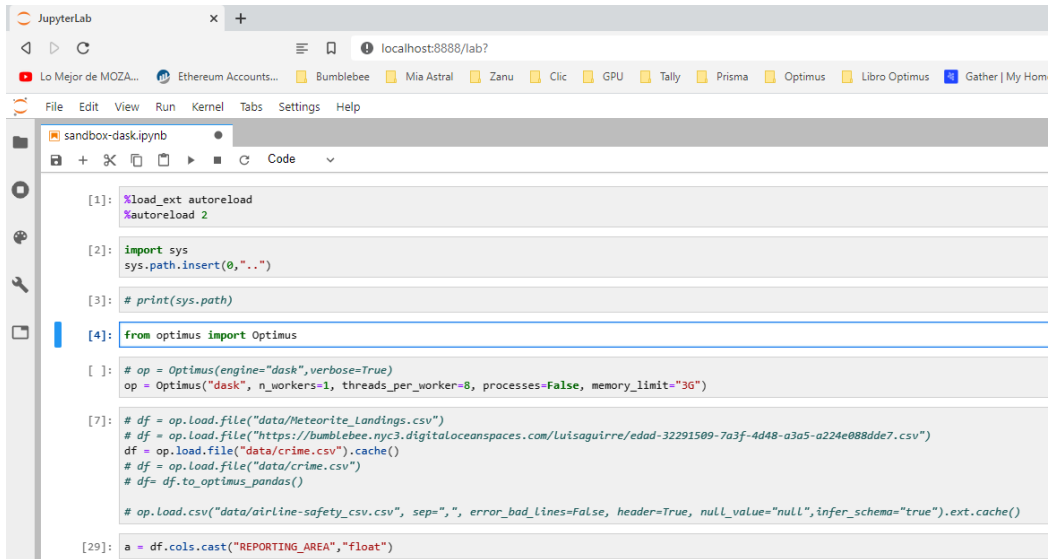 JupyterLab
localhost:8888/lab?
Lo Mejor de MOZA... Ethereum Accounts... Bumblebee Mia Astral Zanu Clic GPU Tally Prisma Optimus Libro Optimus Gather | My Hom
File Edit View Run Kernel Tabs Settings Help
sandbox-dask.ipynb
Code
[1]: %load_ext autoreload
%autoreload 2
[2]: import sys
sys.path.insert(0,"..")
[3]: # print(sys.path)
[4]: from optimus import Optimus
[ ]: # op = Optimus(engine="dask",verbose=True)
op = Optimus("dask", n_workers=1, threads_per_worker=8, processes=False, memory_limit="3G")
[7]: # df = op.load.file("data/Meteorite_Landings.csv")
# df = op.load.file("https://bumblebee.nyc3.digitaloceanspaces.com/luisaguirre/edad-32291509-7a3f-4d48-a3a5-a224e088dde7.csv")
df = op.load.file("data/crime.csv").cache()
# df = op.load.file("data/crime.csv")
# df= df.to_optimus_pandas()
# op.load.csv("data/airline-safety_csv.csv", sep=",", error_bad_lines=False, header=True, null_value="null",infer_schema="true").ext.cache()
[29]: a = df.cols.cast("REPORTING_AREA","float")